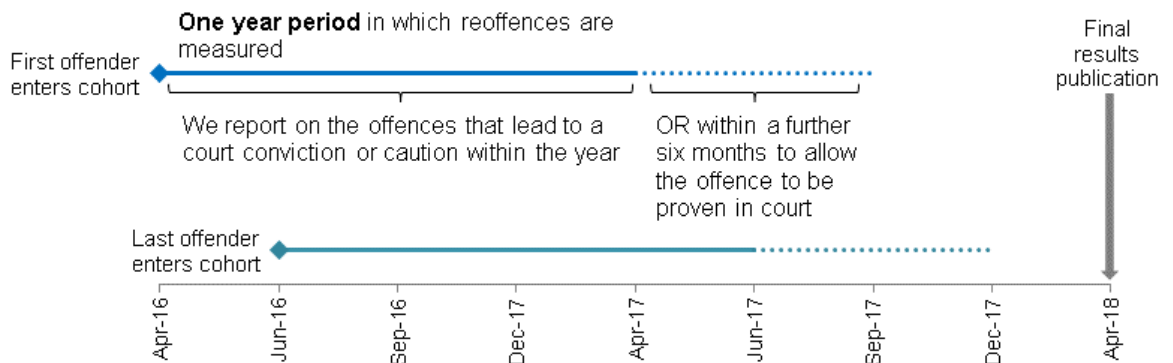 One year period in which reoffences are
measured
First offender
enters cohort
Final
results
publication
We report on the offences that lead to a
court conviction or caution within the year
OR within a further
six months to allow
the offence to be
proven in court
Last offender
enters cohort
Apr-16
Jun-16
Sep-16
Dec-17
Apr-17
Jun-17
Sep-17
Dec-17
Apr-18